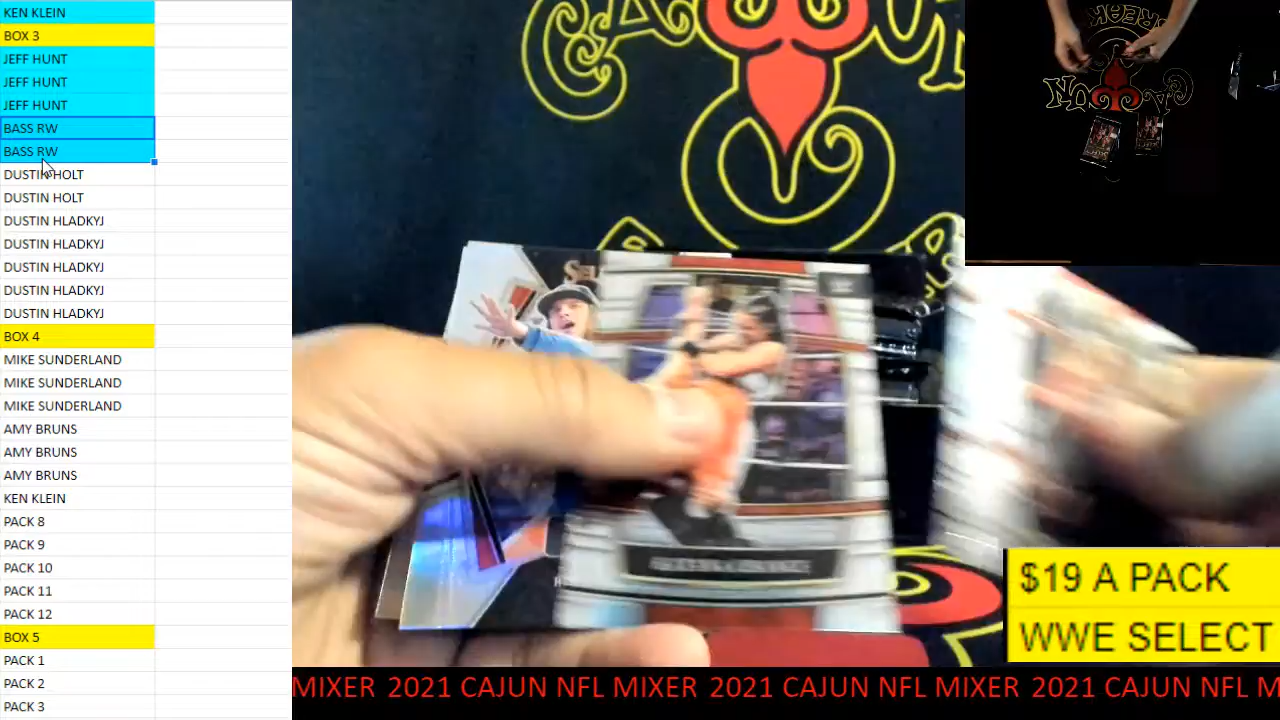 KEN KLEIN
BOX 3
JEFF HUNT
JEFF HUNT
JEFF HUNT
BASS RW
BASS RW
DUSTIN HOLT
DUSTIN HOLT
DUSTIN HLADKYJ
DUSTIN HLADKYJ
DUSTIN HLADKYJ
DUSTIN HLADKYJ
DUSTIN HLADKYJ
BOX 4
MIKE SUNDERLAND
MIKE SUNDERLAND
MIKE SUNDERLAND
AMY BRUNS
AMY BRUNS
AMY BRUNS
KEN KLEIN
PACK 8
PACK 9
PACK 10
PACK 11
PACK 12
BOX 5
PACK 1
PACK 2
PACK 3
$19 A PACK
WWE SELECT
MIXER 2021 CAJUN NFL MIXER 2021 CAJUN NFL MIXER 2021 CAJUN NFL M